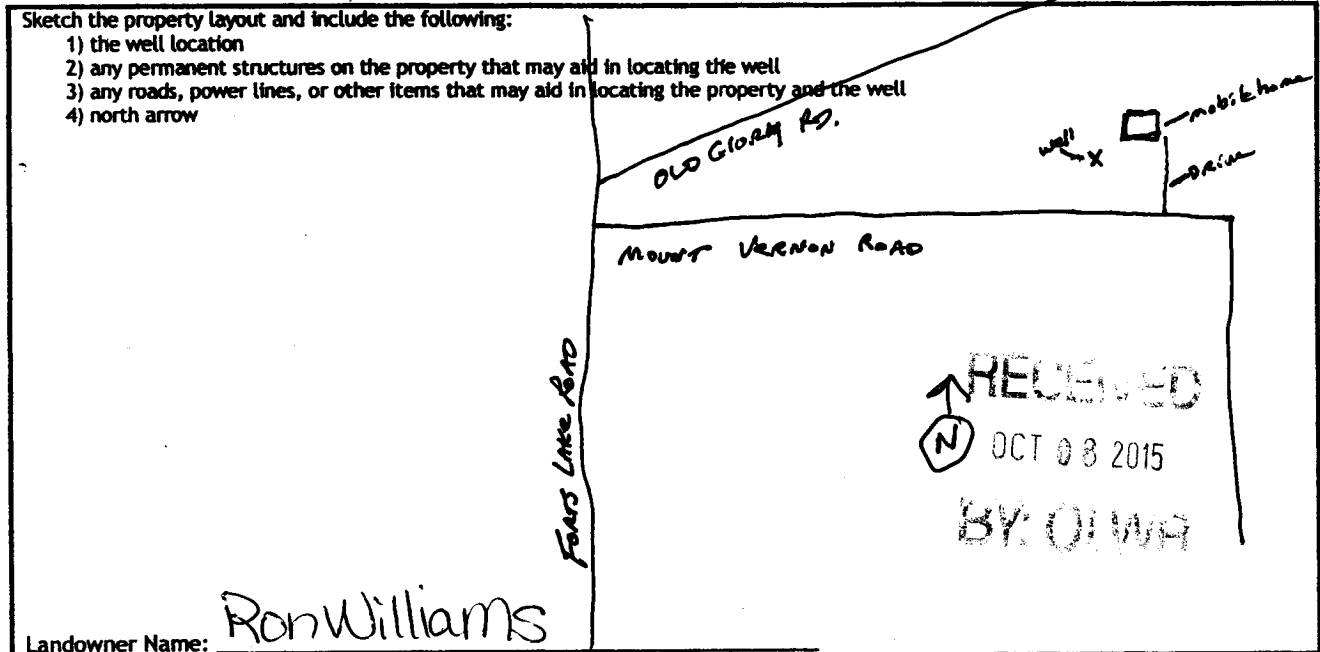 Sketch the property layout and include the following:
1) the well location
2) any permanent structures on the property that may aid in locating the well
3) any roads, power lines, or other items that may aid in locating the property and the well
4) north arrow
mobile home
OLD GLORY RD.
well
X
DRIVE
MOUNT VERNON ROAD
FORTS LAKE ROAD
RECEIVED
N
OCT 08 2015
BY: OLWR
Landowner Name: Ron Williams